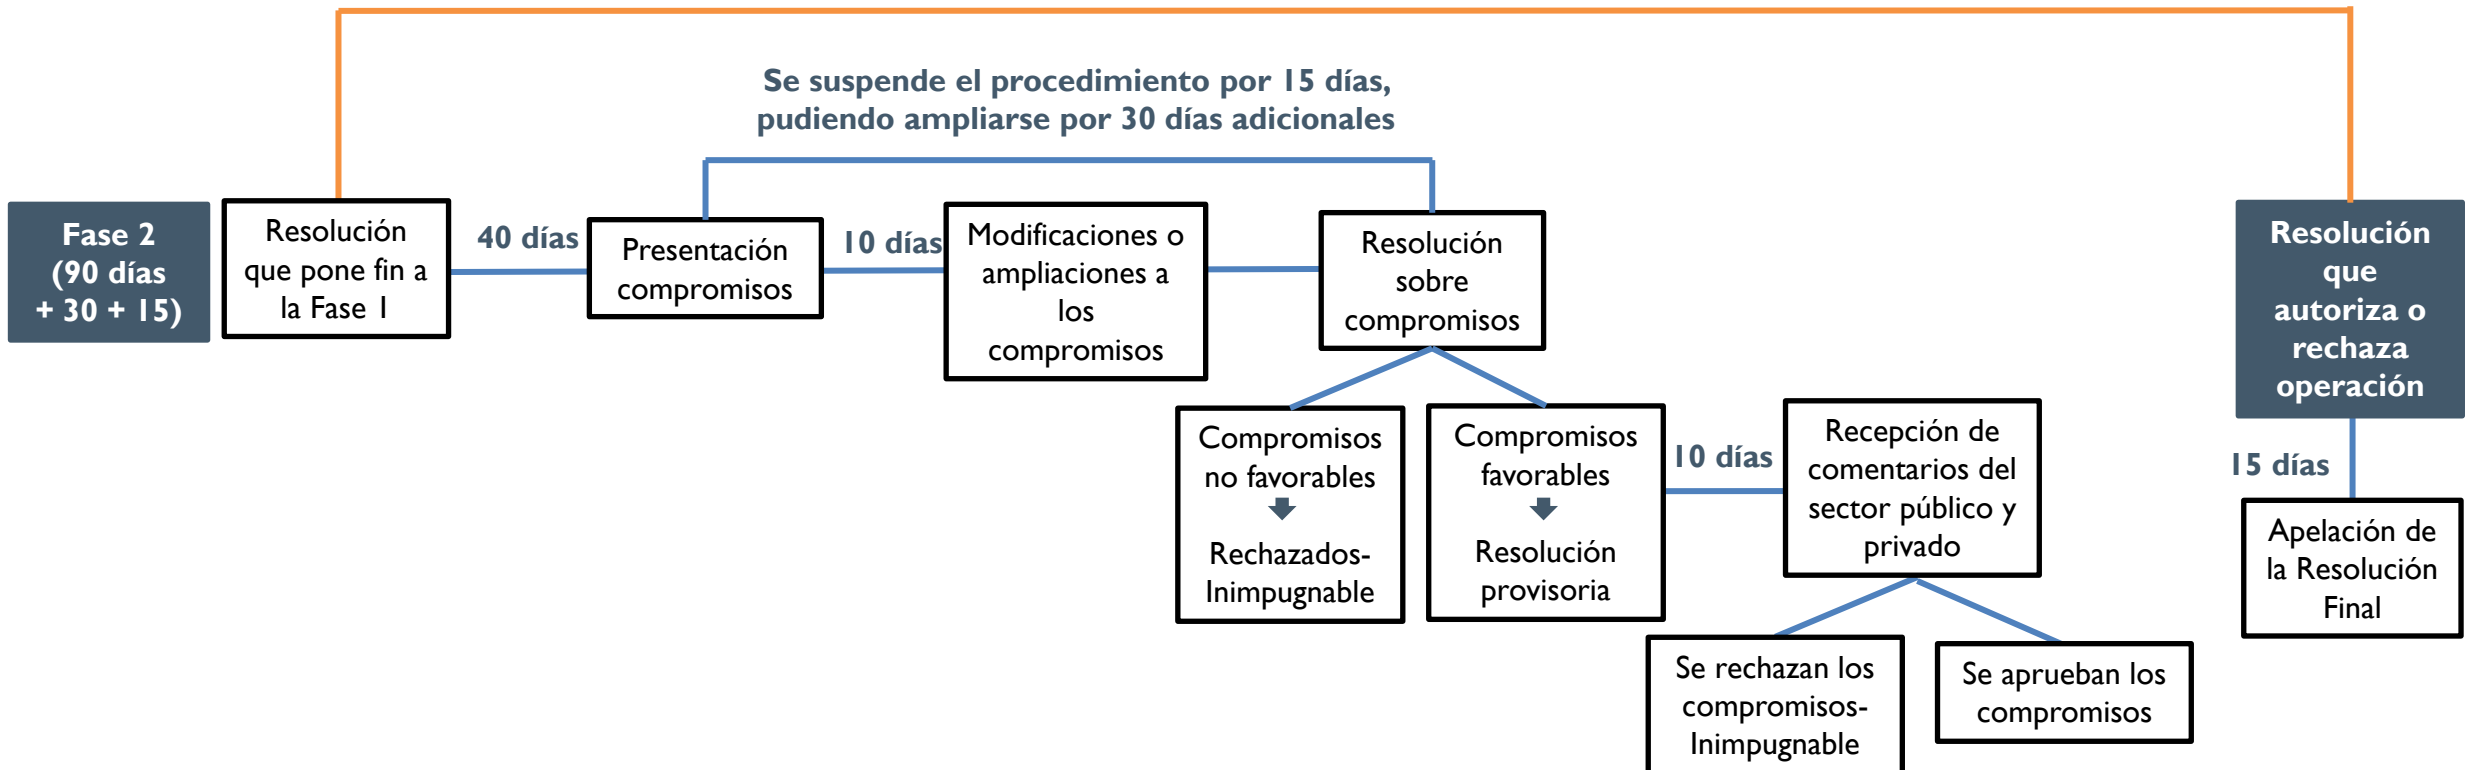 Se suspende el procedimiento por 15 días,
pudiendo ampliarse por 30 días adicionales
Fase 2
(90 días
+ 30 + 15)
Resolución
que pone fin a
la Fase 1
40 días
Presentación
compromisos
10 días
Modificaciones o
ampliaciones a
los
compromisos
Resolución
sobre
compromisos
Resolución
que
autoriza o
rechaza
operación
Compromisos
no favorables
Rechazados-
Inimpugnable
Compromisos
favorables
Resolución
provisoria
10 días
Recepción de
comentarios del
sector público y
privado
15 días
Apelación de
la Resolución
Final
Se rechazan los
compromisos-
Inimpugnable
Se aprueban los
compromisos